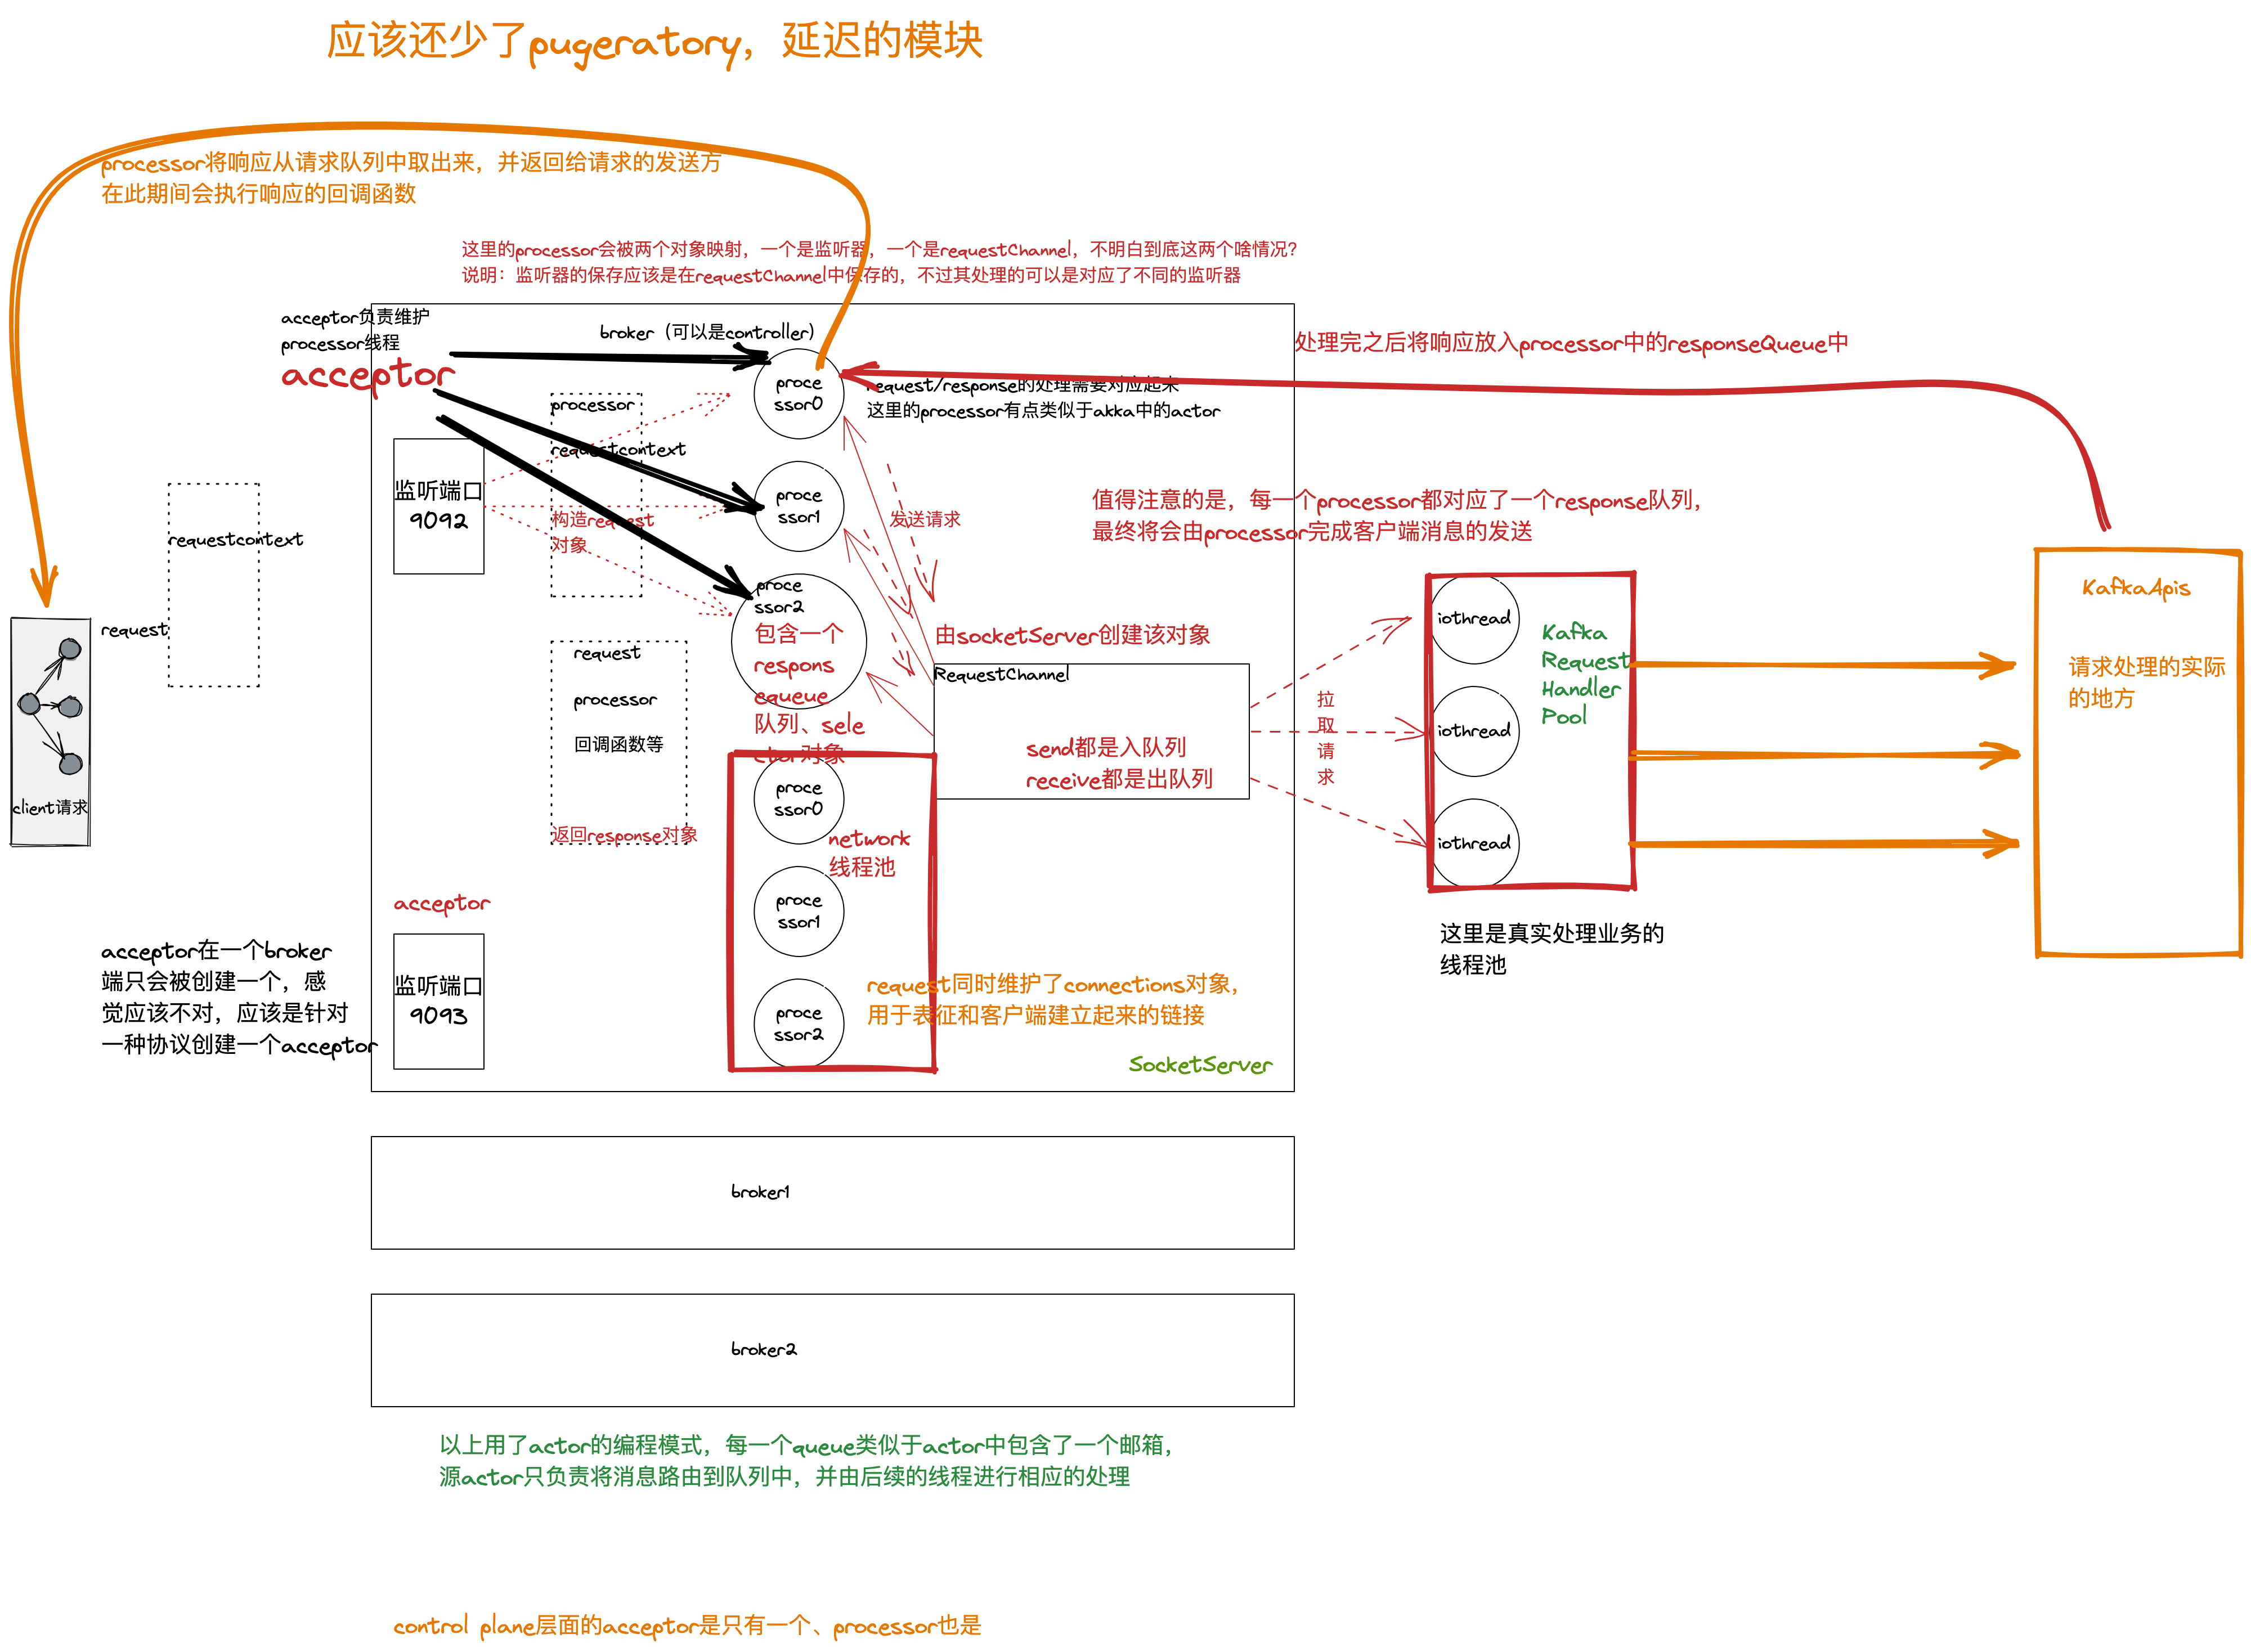 应该还少了pugeratory，延迟的模块
processor将响应从请求队列中取出来，并返回给请求的发送方
在此期间会执行响应的回调函数
这里的processor会被两个对象映射，一个是监听器，一个是requestChannel，不明白到底这两个啥情况？
说明：监听器的保存应该是在requestChannel中保存的，不过其处理的可以是对应了不同的监听器
acceptor负责维护
processor线程
acceptor
broker（可以是controller）
处理完之后将响应放入processor中的responseQueue中
proce
ssor0
request/response的处理需要对应起来
这里的processor有点类似于akka中的actor
processor
requestcontext
监听端口
9092
proce
ssor1
构造request
对象
发送请求
值得注意的是，每一个processor都对应了一个response队列，
最终将会由processor完成客户端消息的发送
requestcontext
request
client请求
proce
ssor2
包含一个
respons
equeue
队列、sele
ctor对象
request
processor
回调函数等
返回response对象
由socketServer创建该对象
RequestChannel
send都是入队列
receive都是出队列
拉
取
请
求
iothread
iothread
iothread
Kafka
Request
Handler
Pool
KafkaApis
请求处理的实际
的地方
这里是真实处理业务的
线程池
proce
ssor0
network
线程池
proce
ssor1
proce
ssor2
acceptor
监听端口
9093
acceptor在一个broker
端只会被创建一个，感
觉应该不对，应该是针对
一种协议创建一个acceptor
request同时维护了connections对象，
用于表征和客户端建立起来的链接
SocketServer
broker1
broker2
以上用了actor的编程模式，每一个queue类似于actor中包含了一个邮箱，
源actor只负责将消息路由到队列中，并由后续的线程进行相应的处理
control plane层面的acceptor是只有一个、processor也是